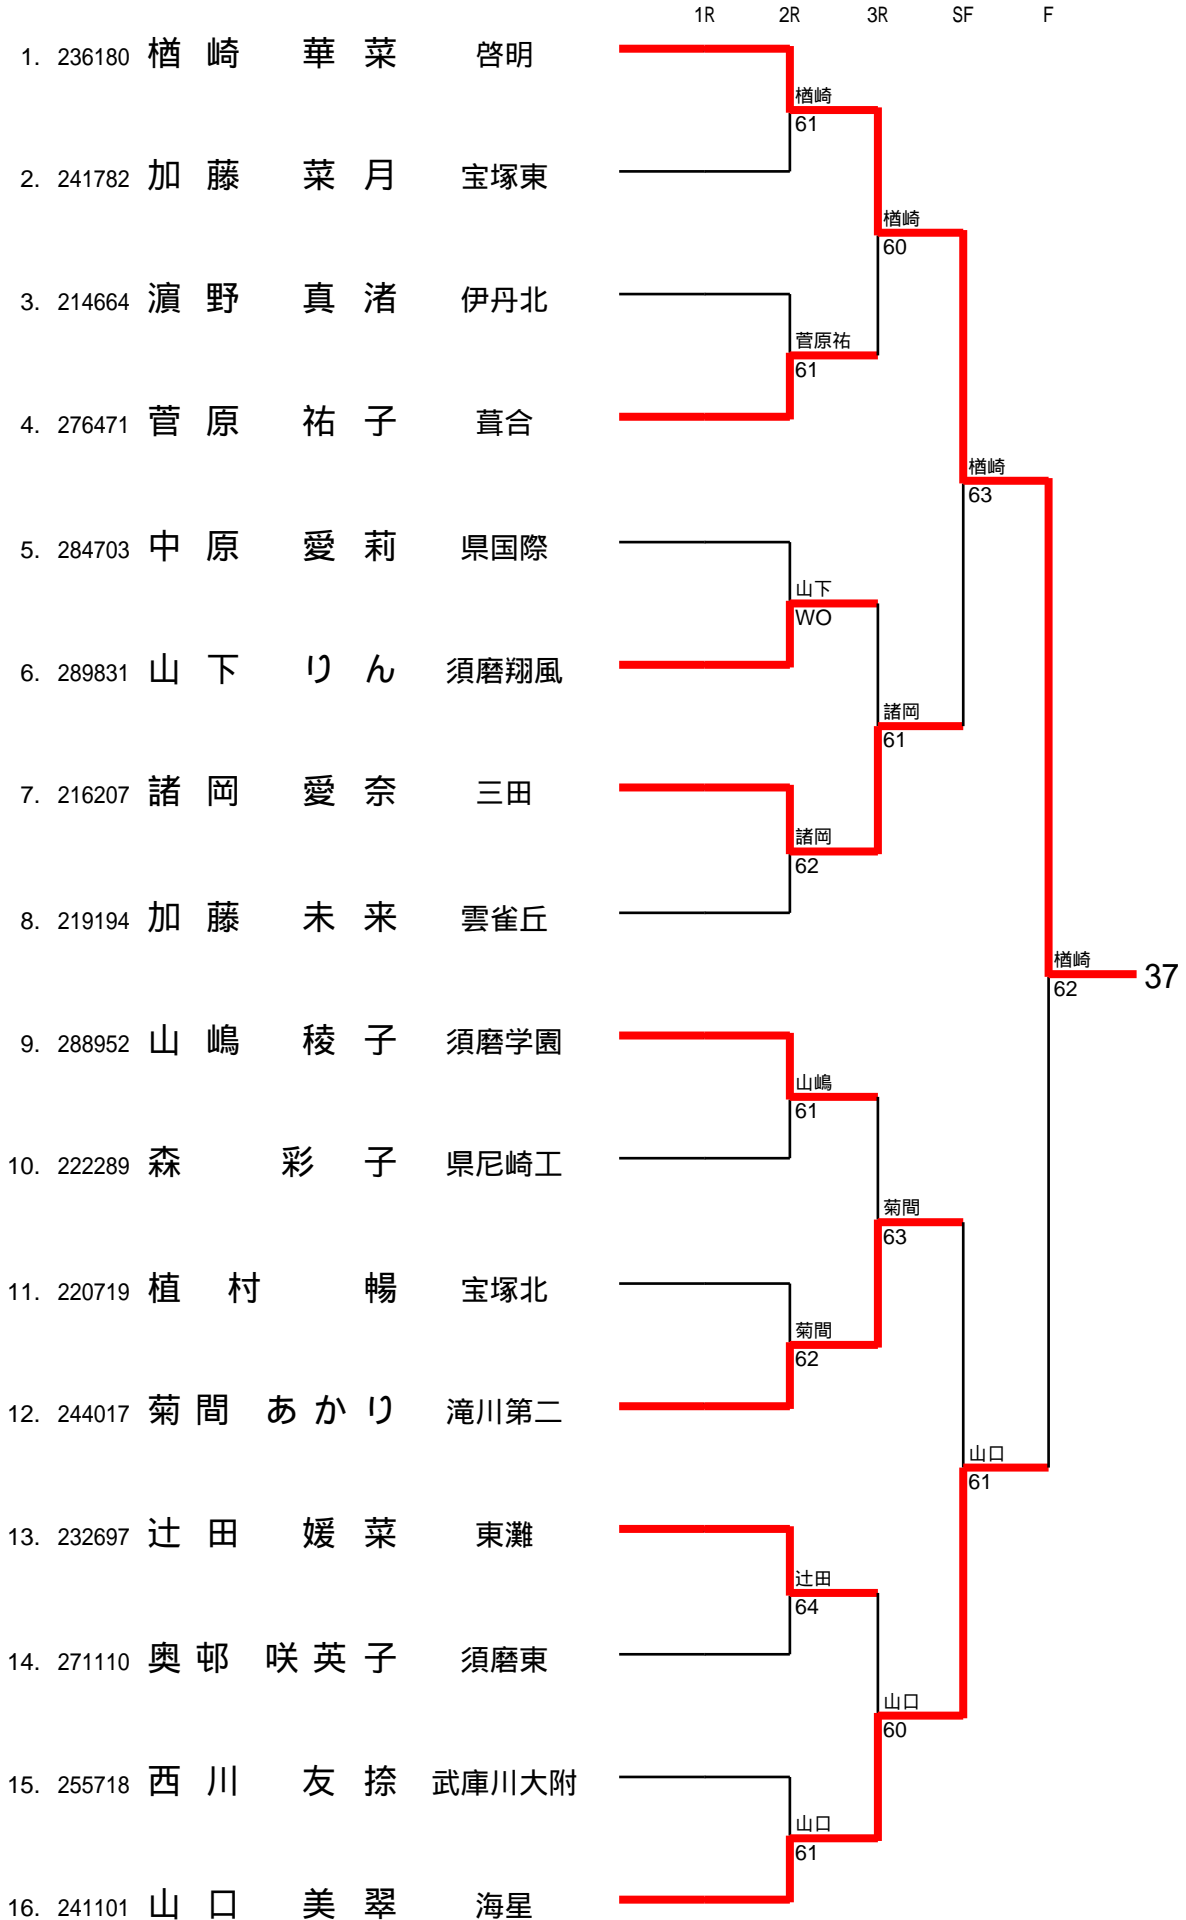 1R 2R 3R SF F
1. 236180 楢崎 華菜 啓明
楢崎
61
2. 241782 加藤 菜月 宝塚東
楢崎
60
3. 214664 濵野 真渚 伊丹北
菅原祐
61
4. 276471 菅原 祐子 葺合
楢崎
63
5. 284703 中原 愛莉 県国際
山下
WO
6. 289831 山下 りん 須磨翔風
諸岡
61
7. 216207 諸岡 愛奈 三田
諸岡
62
8. 219194 加藤 未来 雲雀丘
楢崎
62
37
9. 288952 山嶋 稜子 須磨学園
山嶋
61
10. 222289 森 彩子 県尼崎工
菊間
63
11. 220719 植村 暢 宝塚北
菊間
62
12. 244017 菊間 あかり 滝川第二
山口
61
13. 232697 辻田 媛菜 東灘
辻田
64
14. 271110 奥邨 咲英子 須磨東
山口
60
15. 255718 西川 友捺 武庫川大附
山口
61
16. 241101 山口 美翠 海星